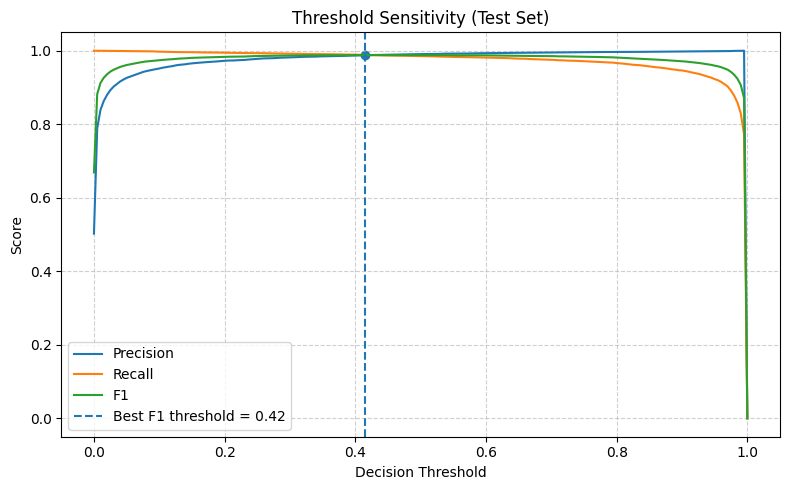 Threshold Sensitivity (Test Set)
Score
1.0
0.8
0.6
0.4
0.2
0.0
Precision
Recall
F1
Best F1 threshold = 0.42
0.0 0.2 0.4 0.6 0.8 1.0
Decision Threshold